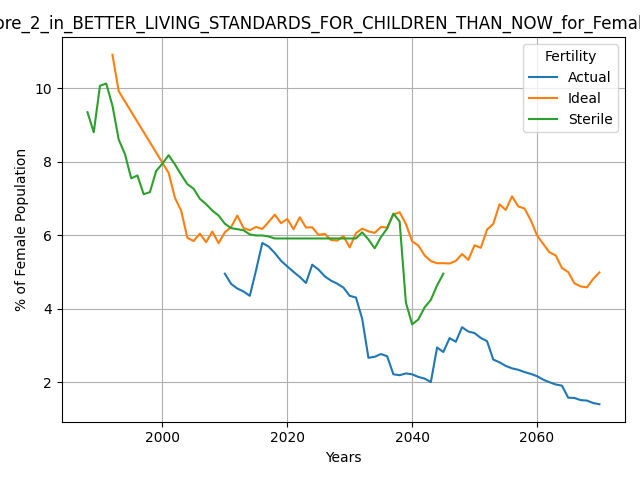 ore_2_in_BETTER_LIVING_STANDARDS_FOR_CHILDREN_THAN_NOW_for_Femal
Fertility
Actual
Ideal
Sterile
% of Female Population
10
8
6
4
2
2000 2020 2040 2060
Years